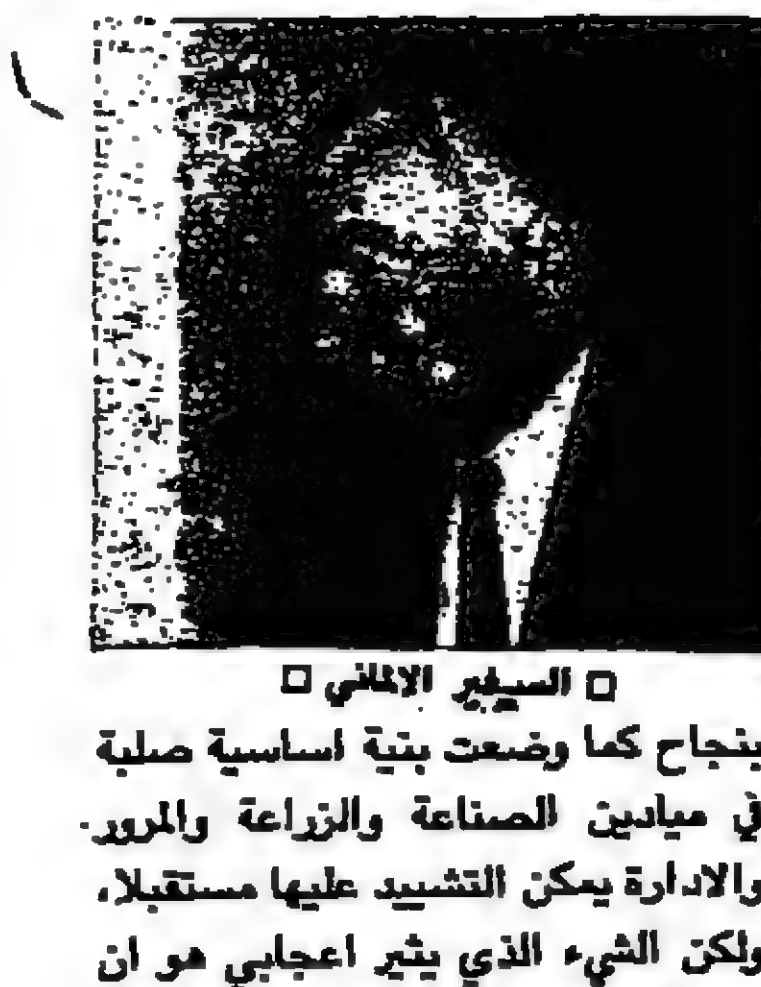 □ السفير الالماني □
بنجاح كما وضعت بنية اساسية صلبة
في ميادين الصناعة والزراعة والمرور
والادارة يمكن التشييد عليها مستقبلا،
ولكن الشيء الذي يثير اعجابي هو ان